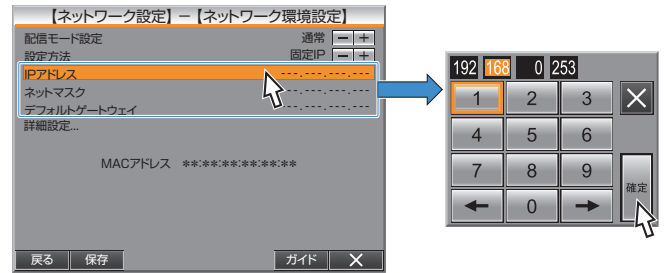 【ネットワーク設定】－【ネットワーク環境設定】
配信モード設定 通常 － ＋
設定方法 固定IP － ＋
IPアドレス ---.---.---.---
ネットマスク ---.---.---.---
デフォルトゲートウェイ ---.---.---.---
詳細設定...
MACアドレス **:**:**:**:**:**
戻る 保存 ガイド ×
192 168 0 253
1 2 3 ×
4 5 6
7 8 9
確定
← 0 →